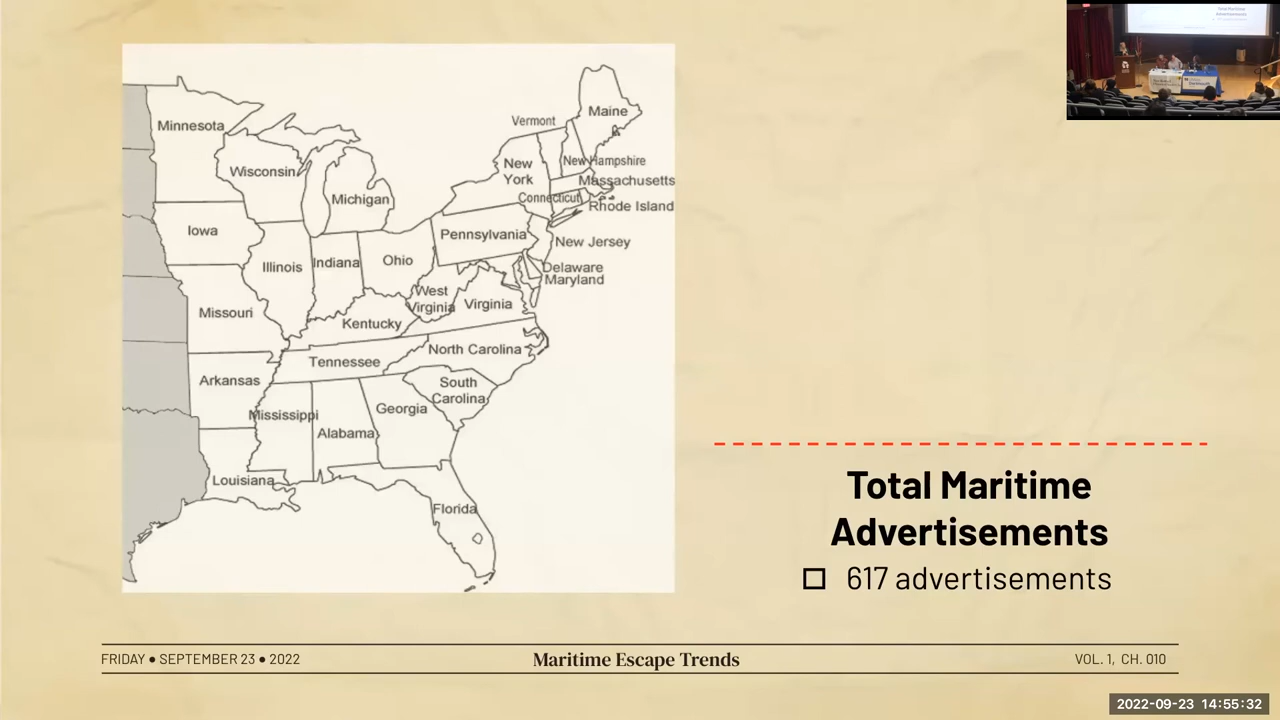 Vermont
Maine
Minnesota
New Hampshire
New
York
Wisconsin
Massachusetts
Michigan
Connecticut
Rhode Island
Iowa
Pennsylvania
New Jersey
Illinois
Indiana
Ohio
Delaware
Maryland
West
Virginia
Virginia
Missouri
Kentucky
North Carolina
Tennessee
Arkansas
South
Carolina
Mississippi
Georgia
Alabama
Louisiana
Florida
Total Maritime
Advertisements
617 advertisements
FRIDAY • SEPTEMBER 23 • 2022
Maritime Escape Trends
VOL. 1, CH. 010
2022-09-23 14:55:32